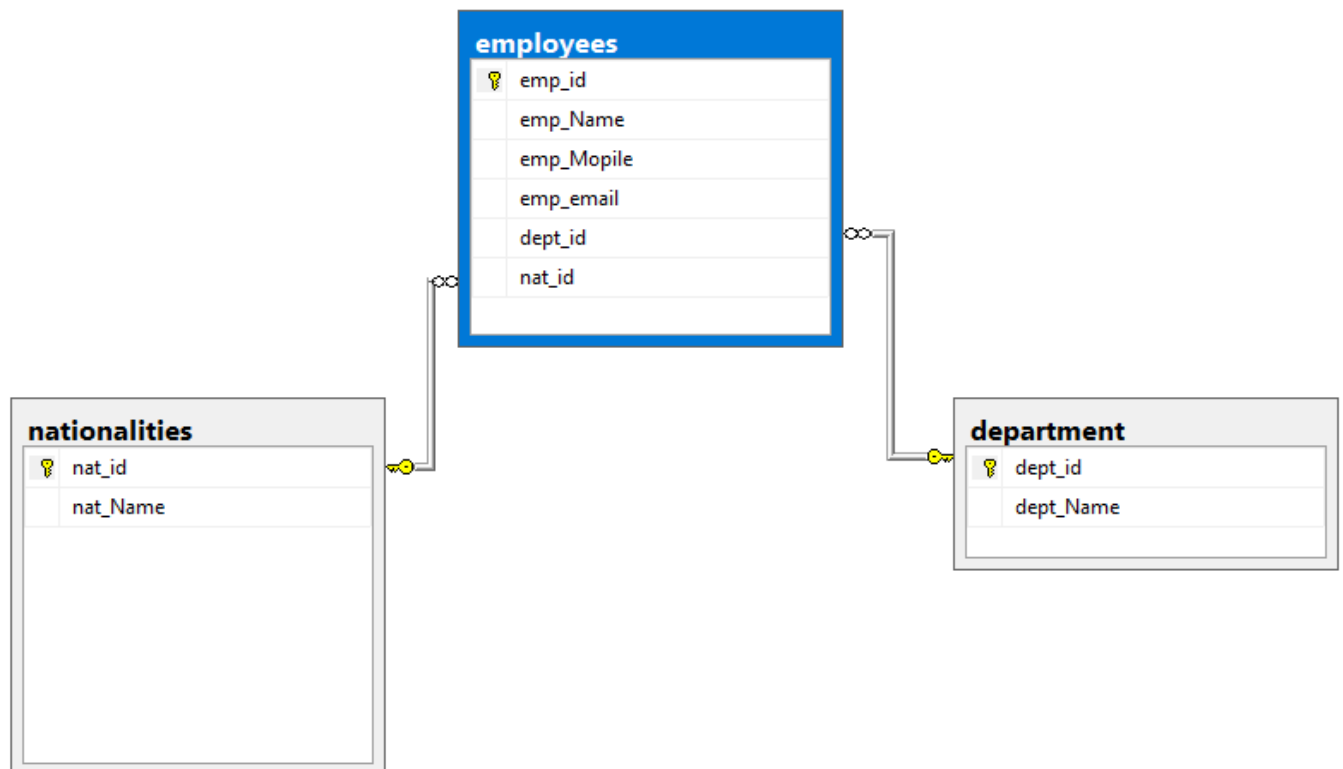 employees
emp_id
emp_Name
emp_Mopile
emp_email
dept_id
nat_id
nationalities
nat_id
nat_Name
department
dept_id
dept_Name